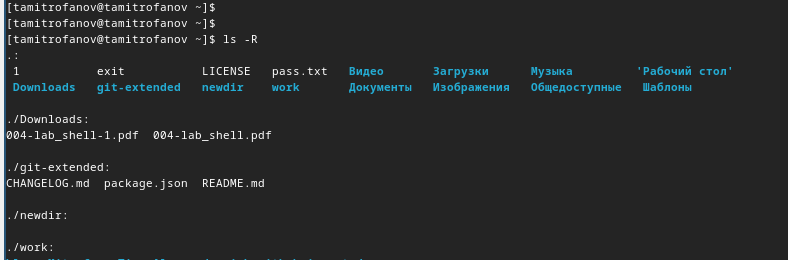 [tamitrofanov@tamitrofanov ~]$
[tamitrofanov@tamitrofanov ~]$
[tamitrofanov@tamitrofanov ~]$ ls -R
.:
1 exit LICENSE pass.txt Видео Загрузки Музыка 'Рабочий стол'
Downloads git-extended newdir work Документы Изображения Общедоступные Шаблоны
./Downloads:
004-lab_shell-1.pdf 004-lab_shell.pdf
./git-extended:
CHANGELOG.md package.json README.md
./newdir:
./work: